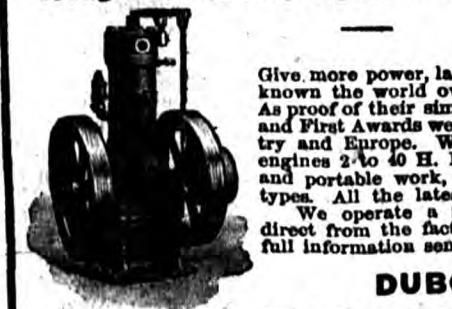 Give more power, la
known the world ov
As proof of their sim
and First Awards we
try and Europe. W
engines 2 to 40 H.
and portable work,
types. All the late
We operate a
direct from the fact
full information sen
DUB